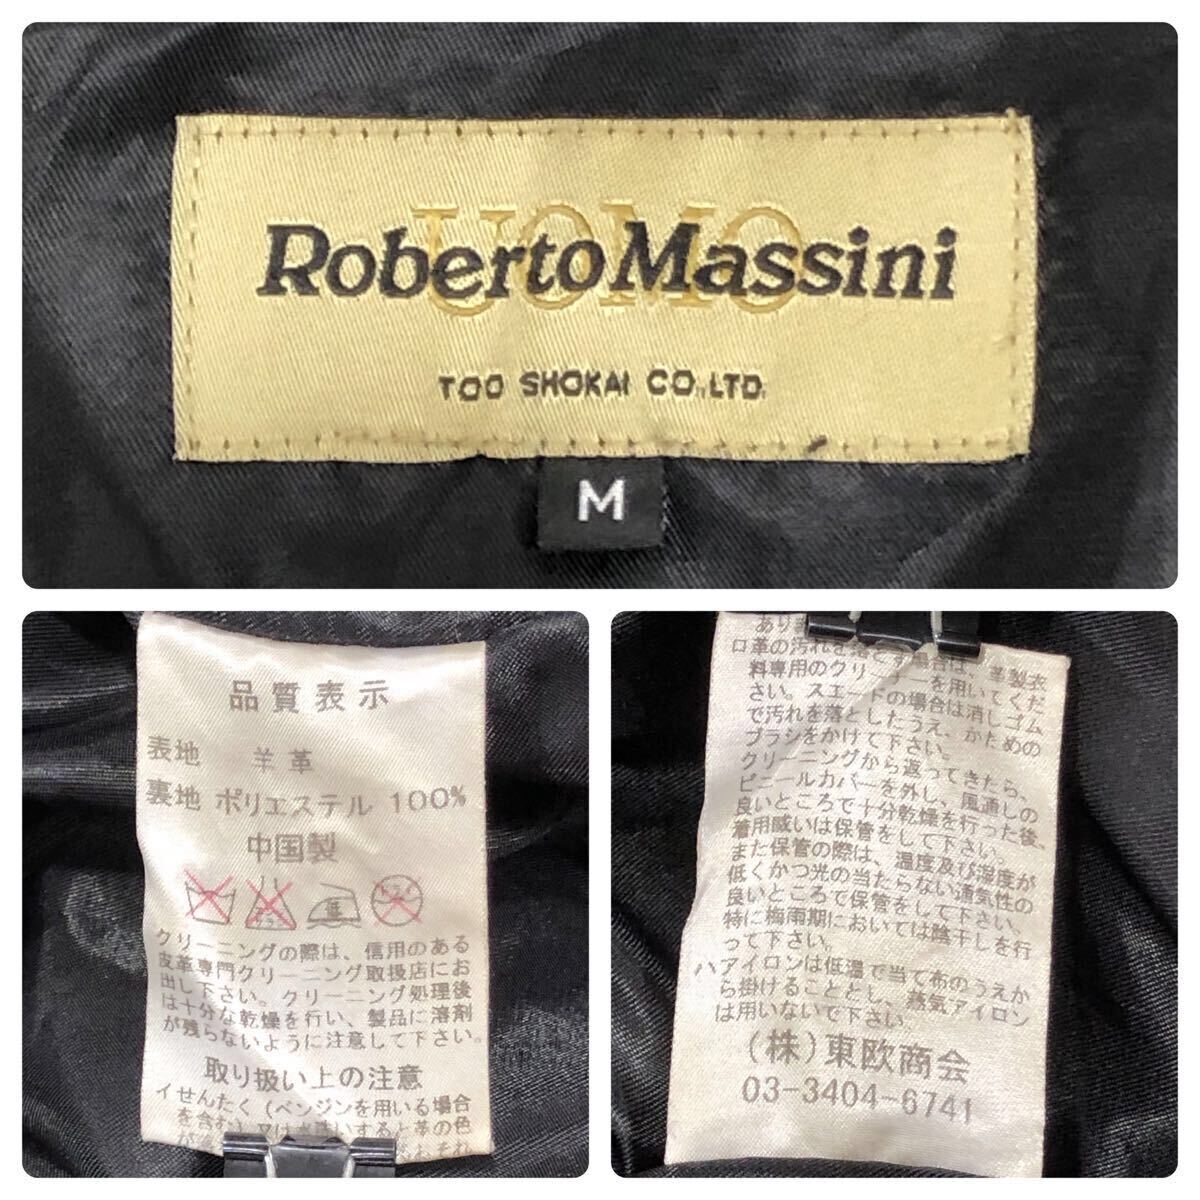 UOMO
Roberto Massini
TOO SHOKAI CO.,LTD.
M
品質表示
表地 羊革
裏地 ポリエステル 100%
中国製
クリーニングの際は、信用のある
皮革専門クリーニング取扱店にお
出し下さい。クリーニング処理後
は十分な乾燥を行い、製品に溶剤
が残らないように注意して下さい。
取り扱い上の注意
イせんたく(ベンジンを用いる場合
を含む)又は水洗いすると革の色
あり
ロ革の汚れを落とす場合は、革製衣
料専用のクリーナーを用いてくだ
さい。スエードの場合は消しゴム
で汚れを落としたうえ、かための
ブラシをかけて下さい。
クリーニングから返ってきたら、
ビニールカバーを外し、風通しの
良いところで十分乾燥を行った後、
着用或いは保管をして下さい。
また保管の際は、温度及び湿度が
低くかつ光の当たらない通気性の
良いところで保管をして下さい。
特に梅雨期においては陰干しを行
って下さい。
ハアイロンは低温で当て布のうえか
ら掛けることとし、蒸気アイロン
は用いないで下さい。
(株)東欧商会
03-3404-6741